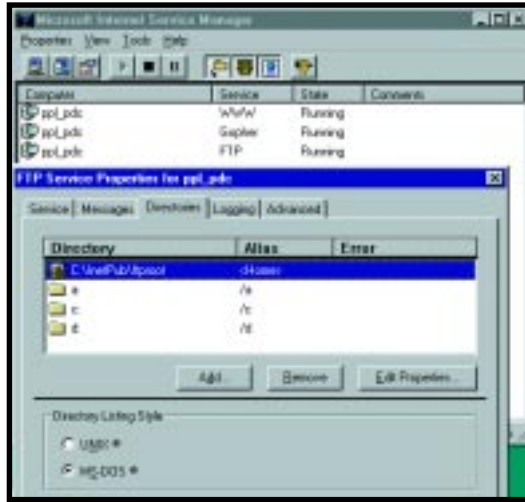 Microsoft Internet Service Manager
Properties View Tools Help
Computer Service State Comments
ppl_pdc WWW Running
ppl_pdc Gopher Running
ppl_pdc FTP Running
FTP Service Properties for ppl_pdc
Service Messages Directories Logging Advanced
Directory Alias Error
C:\InetPub\ftproot <Home>
/a
c: /c
d: /d
Add... Remove Edit Properties...
Directory Listing Style
UNIX ®
MS-DOS ®